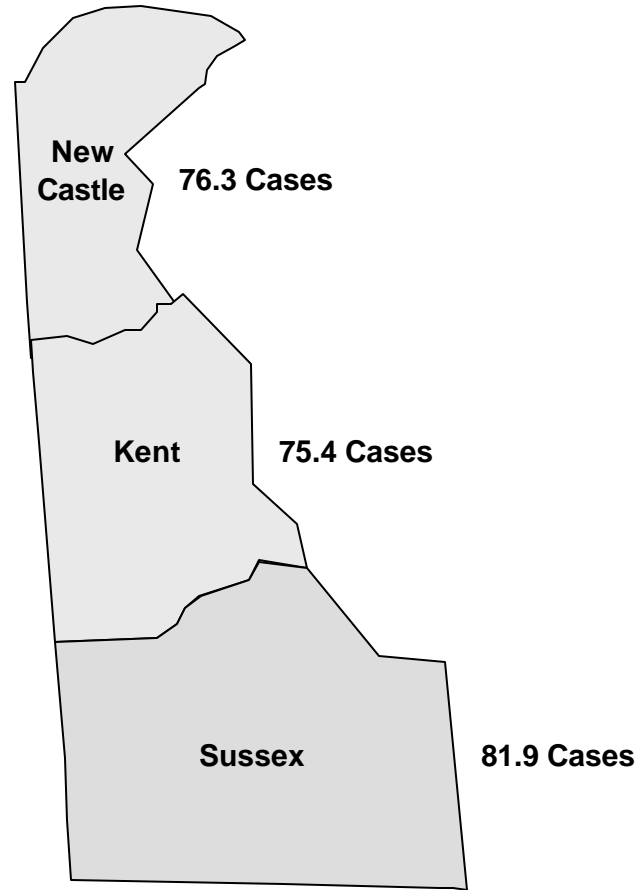 New
Castle
76.3 Cases
Kent
75.4 Cases
Sussex
81.9 Cases